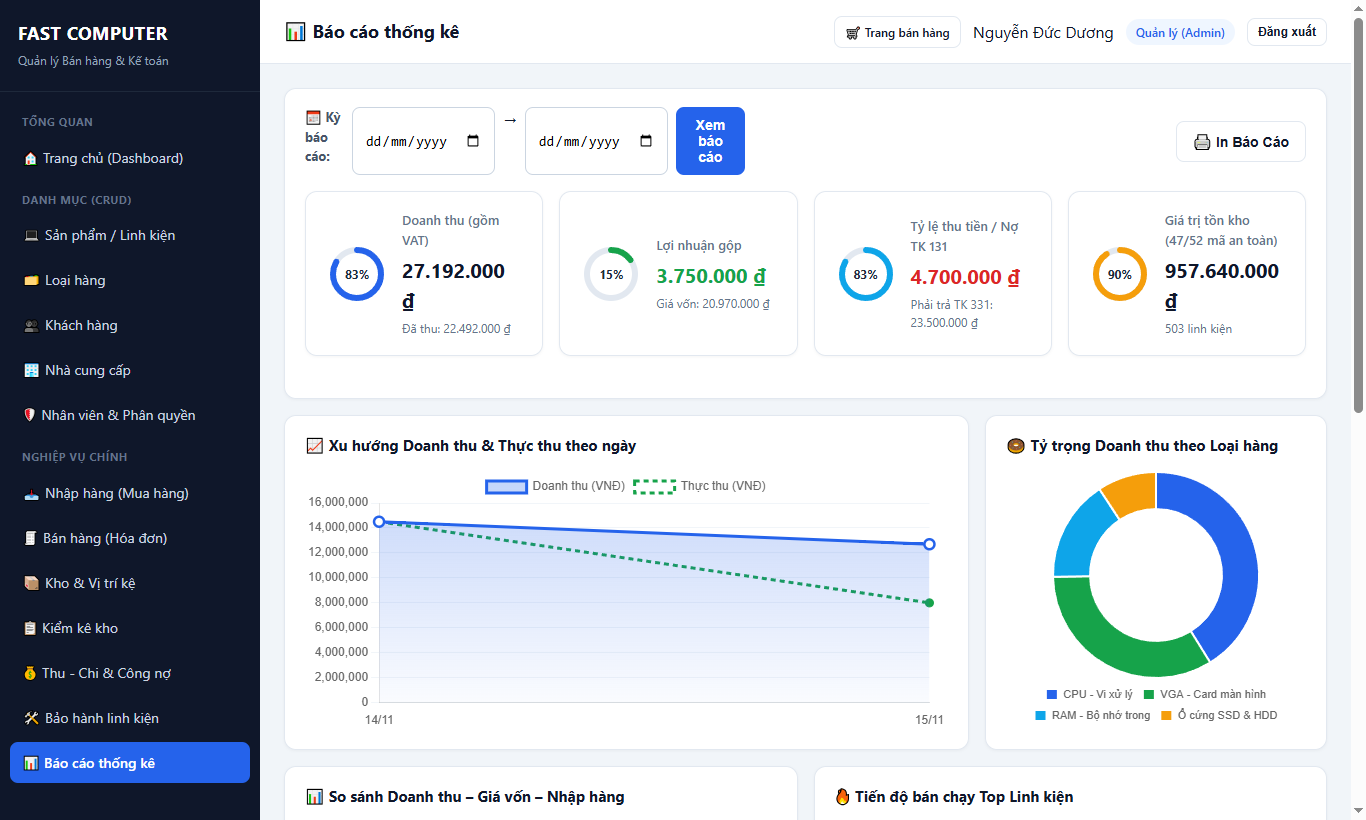 FAST COMPUTER
Quản lý Bán hàng & Kế toán
TỔNG QUAN
Trang chủ (Dashboard)
DANH MỤC (CRUD)
Sản phẩm / Linh kiện
Loại hàng
Khách hàng
Nhà cung cấp
Nhân viên & Phân quyền
NGHIỆP VỤ CHÍNH
Nhập hàng (Mua hàng)
Bán hàng (Hóa đơn)
Kho & Vị trí kệ
Kiểm kê kho
Thu - Chi & Công nợ
Bảo hành linh kiện
Báo cáo thống kê
Báo cáo thống kê
Trang bán hàng
Nguyễn Đức Dương
Quản lý (Admin)
Đăng xuất
Kỳ
báo
cáo:
dd/mm/yyyy
→
dd/mm/yyyy
Xem
báo
cáo
In Báo Cáo
83%
Doanh thu (gồm
VAT)
27.192.000
₫
Đã thu: 22.492.000 ₫
15%
Lợi nhuận gộp
3.750.000 ₫
Giá vốn: 20.970.000 ₫
83%
Tỷ lệ thu tiền / Nợ
TK 131
4.700.000 ₫
Phải trả TK 331:
23.500.000 ₫
90%
Giá trị tồn kho
(47/52 mã an toàn)
957.640.000
₫
503 linh kiện
Xu hướng Doanh thu & Thực thu theo ngày
Doanh thu (VNĐ)
Thực thu (VNĐ)
16,000,000
14,000,000
12,000,000
10,000,000
8,000,000
6,000,000
4,000,000
2,000,000
0
14/11
15/11
Tỷ trọng Doanh thu theo Loại hàng
CPU - Vi xử lý
VGA - Card màn hình
RAM - Bộ nhớ trong
Ổ cứng SSD & HDD
So sánh Doanh thu – Giá vốn – Nhập hàng
Tiến độ bán chạy Top Linh kiện